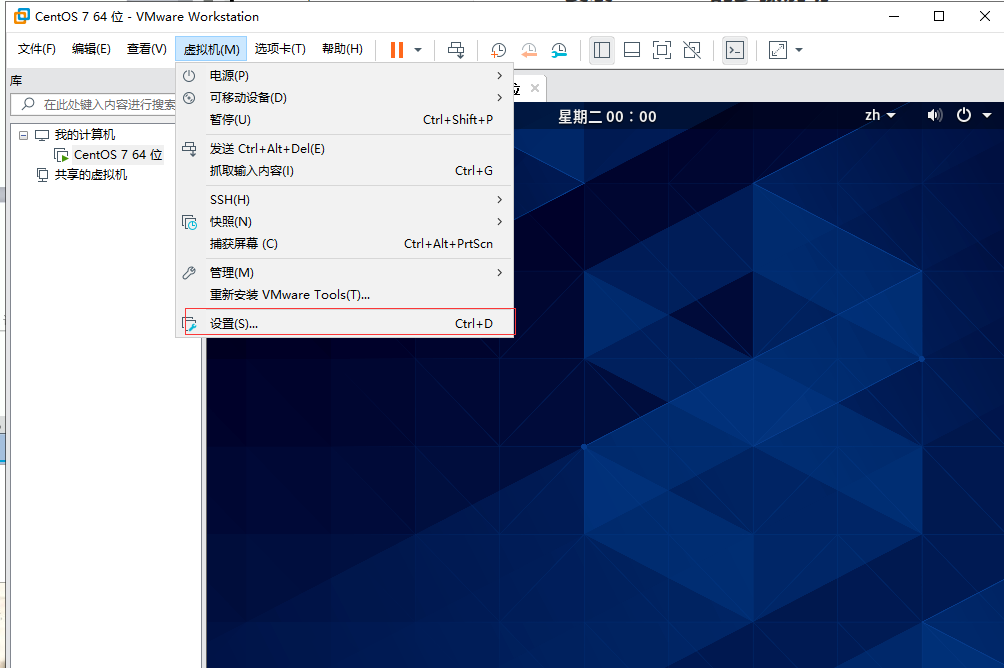 CentOS 7 64 位 - VMware Workstation
文件(F) 编辑(E) 查看(V) 虚拟机(M) 选项卡(T) 帮助(H)
库
在此处键入内容进行搜索
我的计算机
CentOS 7 64 位
共享的虚拟机
电源(P)
可移动设备(D)
暂停(U) Ctrl+Shift+P
发送 Ctrl+Alt+Del(E)
抓取输入内容(I) Ctrl+G
SSH(H)
快照(N)
捕获屏幕 (C) Ctrl+Alt+PrtScn
管理(M)
重新安装 VMware Tools(T)...
设置(S)... Ctrl+D
位
星期二 00：00 zh